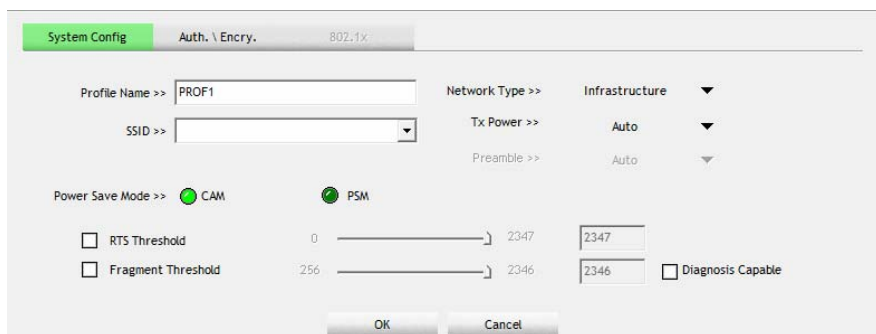 System Config Auth. \ Encry. 802.1x
Profile Name >> PROF1 Network Type >> Infrastructure
SSID >> Tx Power >> Auto
Preamble >> Auto
Power Save Mode >> CAM PSM
RTS Threshold 0 2347 2347
Fragment Threshold 256 2346 2346 Diagnosis Capable
OK Cancel